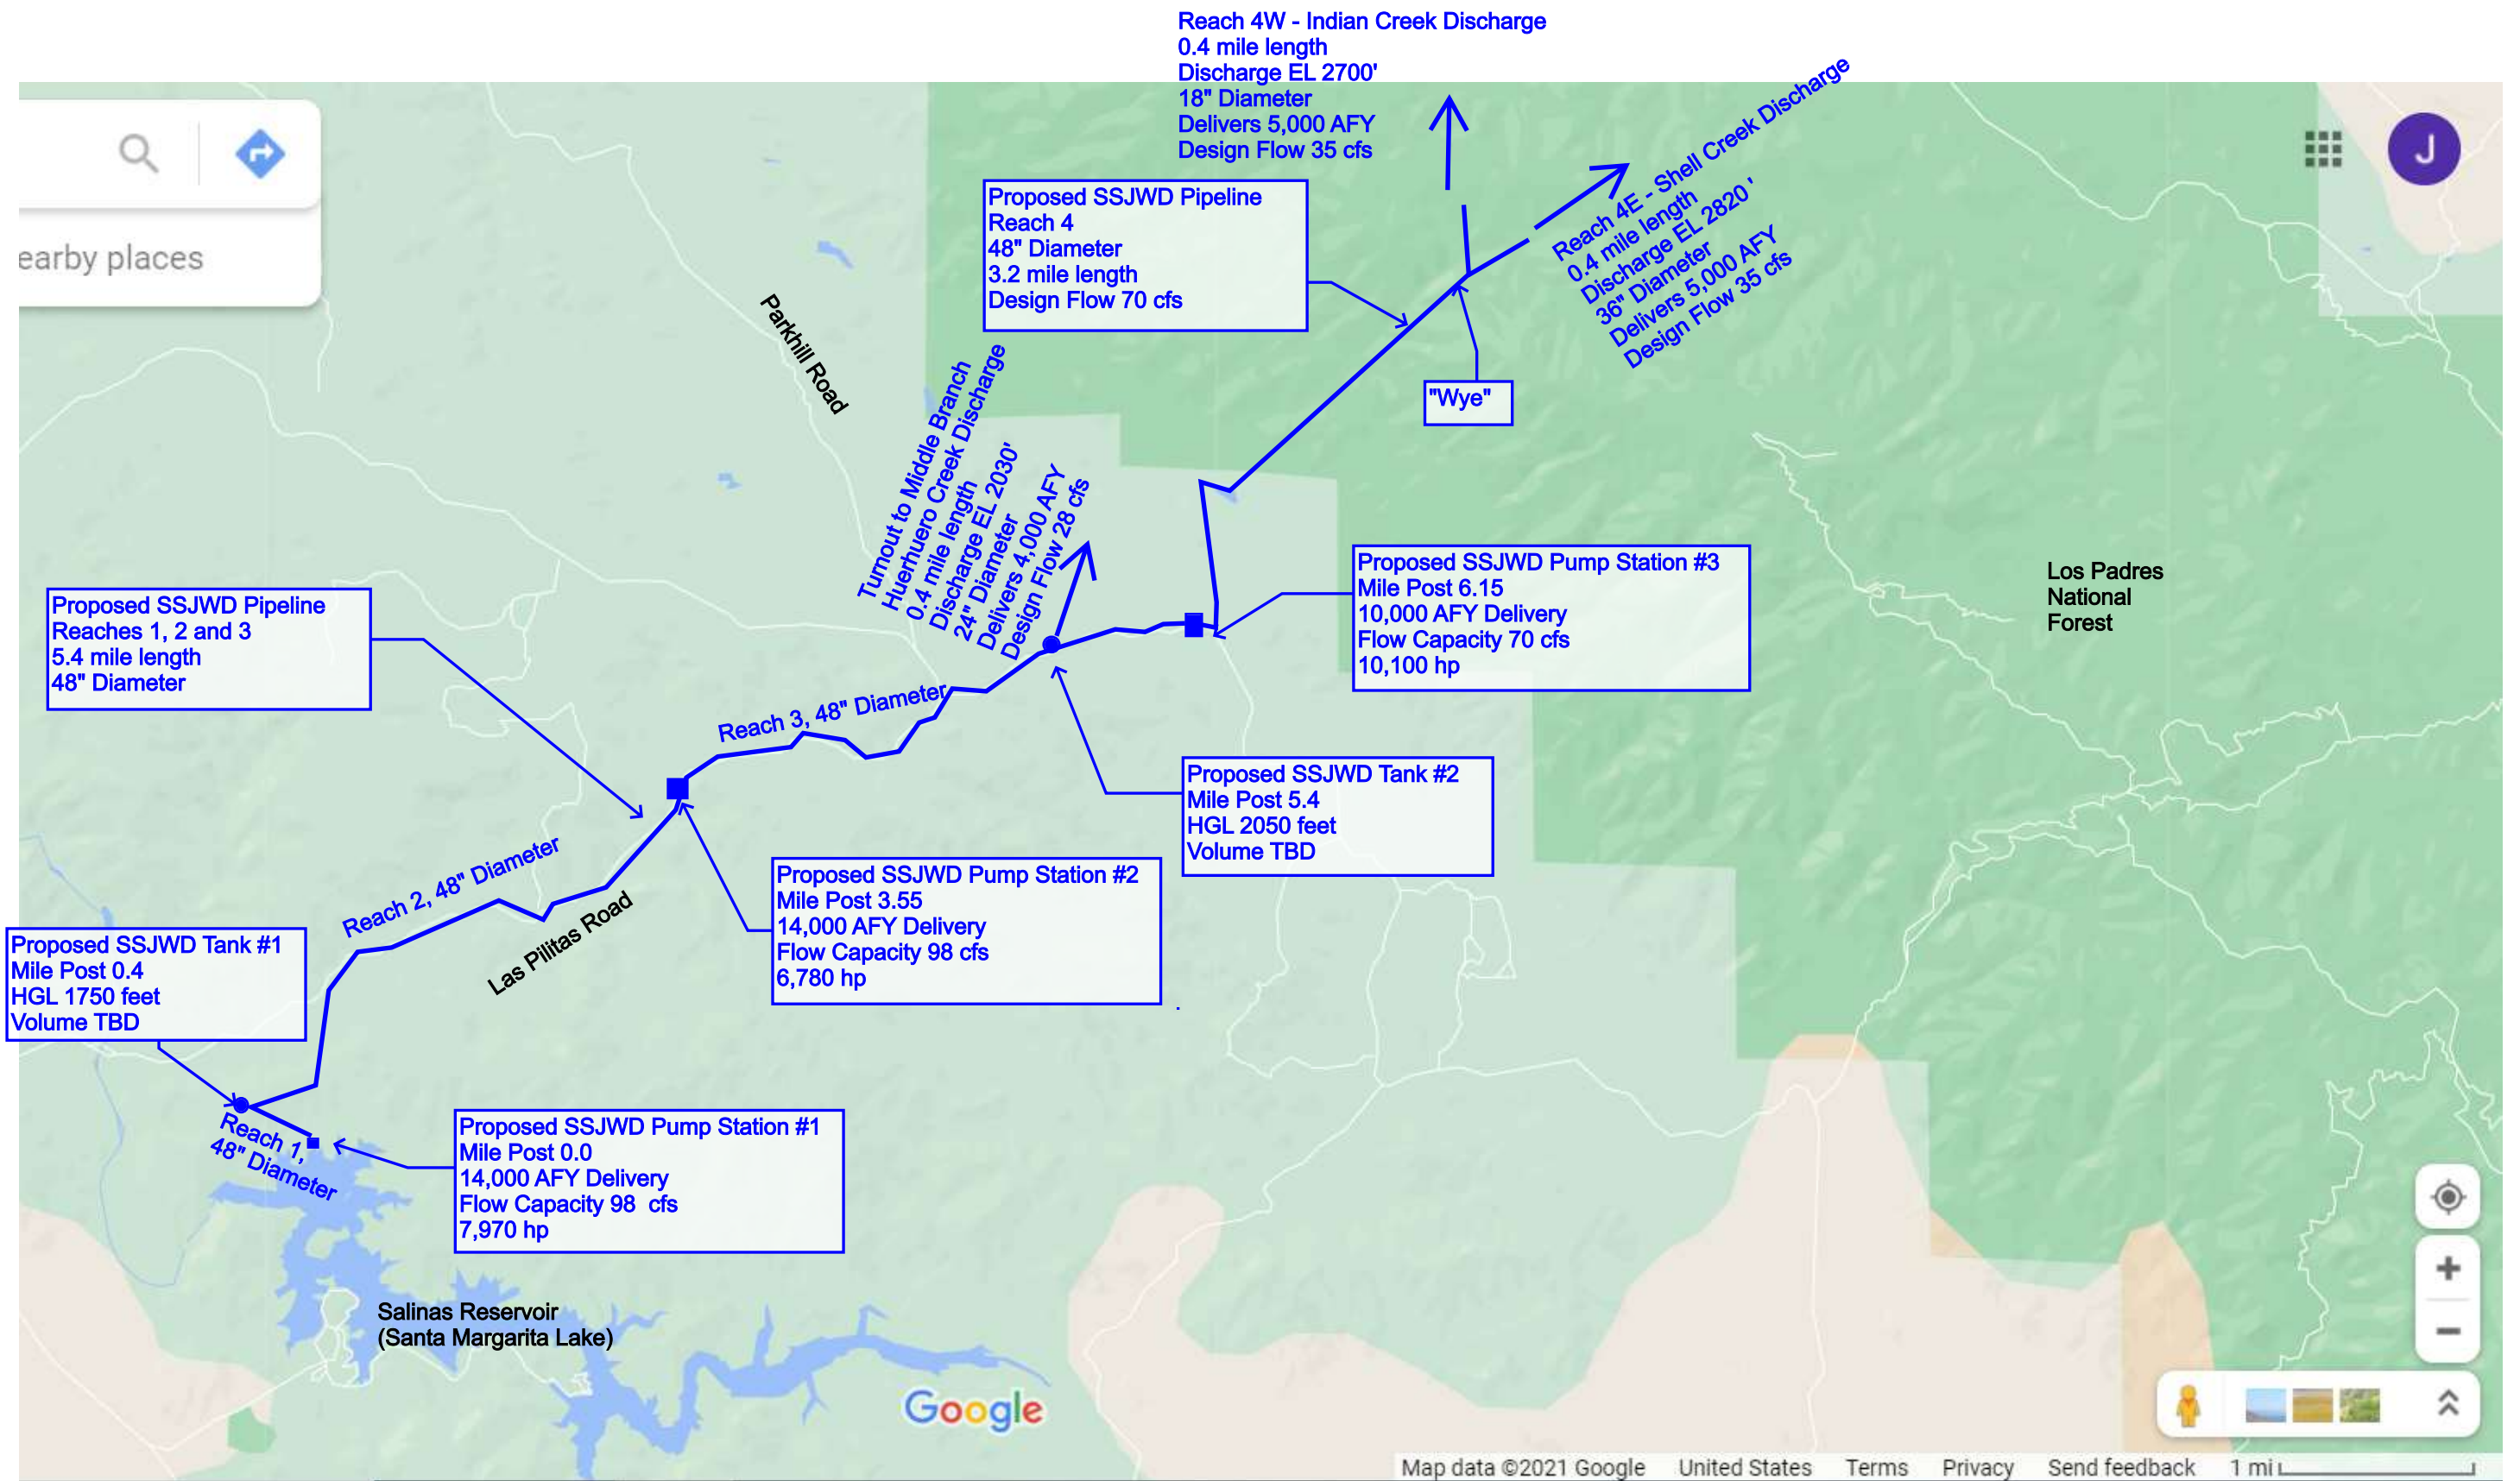 Reach 4W - Indian Creek Discharge
0.4 mile length
Discharge EL 2700'
18" Diameter
Delivers 5,000 AFY
Design Flow 35 cfs
Reach 4E - Shell Creek Discharge
0.4 mile length
Discharge EL 2820 '
36" Diameter
Delivers 5,000 AFY
Design Flow 35 cfs
J
earby places
Proposed SSJWD Pipeline
Reach 4
48" Diameter
3.2 mile length
Design Flow 70 cfs
Parkhill Road
"Wye"
Turnout to Middle Branch
Huerhuero Creek Discharge
0.4 mile length
Discharge EL 2030'
24" Diameter
Delivers 4,000 AFY
Design Flow 28 cfs
Proposed SSJWD Pump Station #3
Mile Post 6.15
10,000 AFY Delivery
Flow Capacity 70 cfs
10,100 hp
Los Padres
National
Forest
Proposed SSJWD Pipeline
Reaches 1, 2 and 3
5.4 mile length
48" Diameter
Reach 3, 48" Diameter
Proposed SSJWD Tank #2
Mile Post 5.4
HGL 2050 feet
Volume TBD
Reach 2, 48" Diameter
Las Pilitas Road
Proposed SSJWD Pump Station #2
Mile Post 3.55
14,000 AFY Delivery
Flow Capacity 98 cfs
6,780 hp
Proposed SSJWD Tank #1
Mile Post 0.4
HGL 1750 feet
Volume TBD
Reach 1,
48" Diameter
Proposed SSJWD Pump Station #1
Mile Post 0.0
14,000 AFY Delivery
Flow Capacity 98 cfs
7,970 hp
Salinas Reservoir
(Santa Margarita Lake)
Google
Map data ©2021 Google United States Terms Privacy Send feedback 1 mi